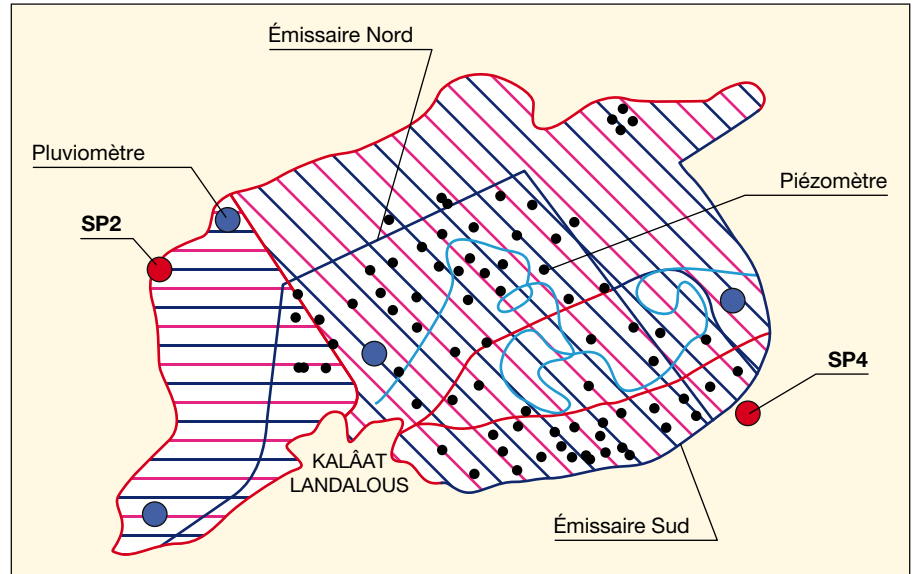 Émissaire Nord
Pluviomètre
Piézomètre
SP2
SP4
KALÂAT
LANDALOUS
Émissaire Sud